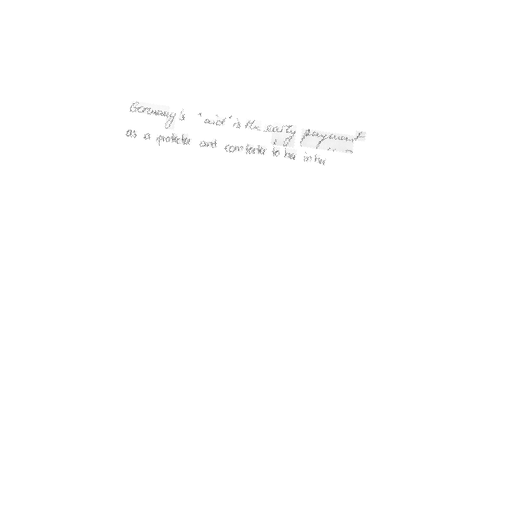 Germany's "aid" is the early payment
as a protector and comforter to her in her